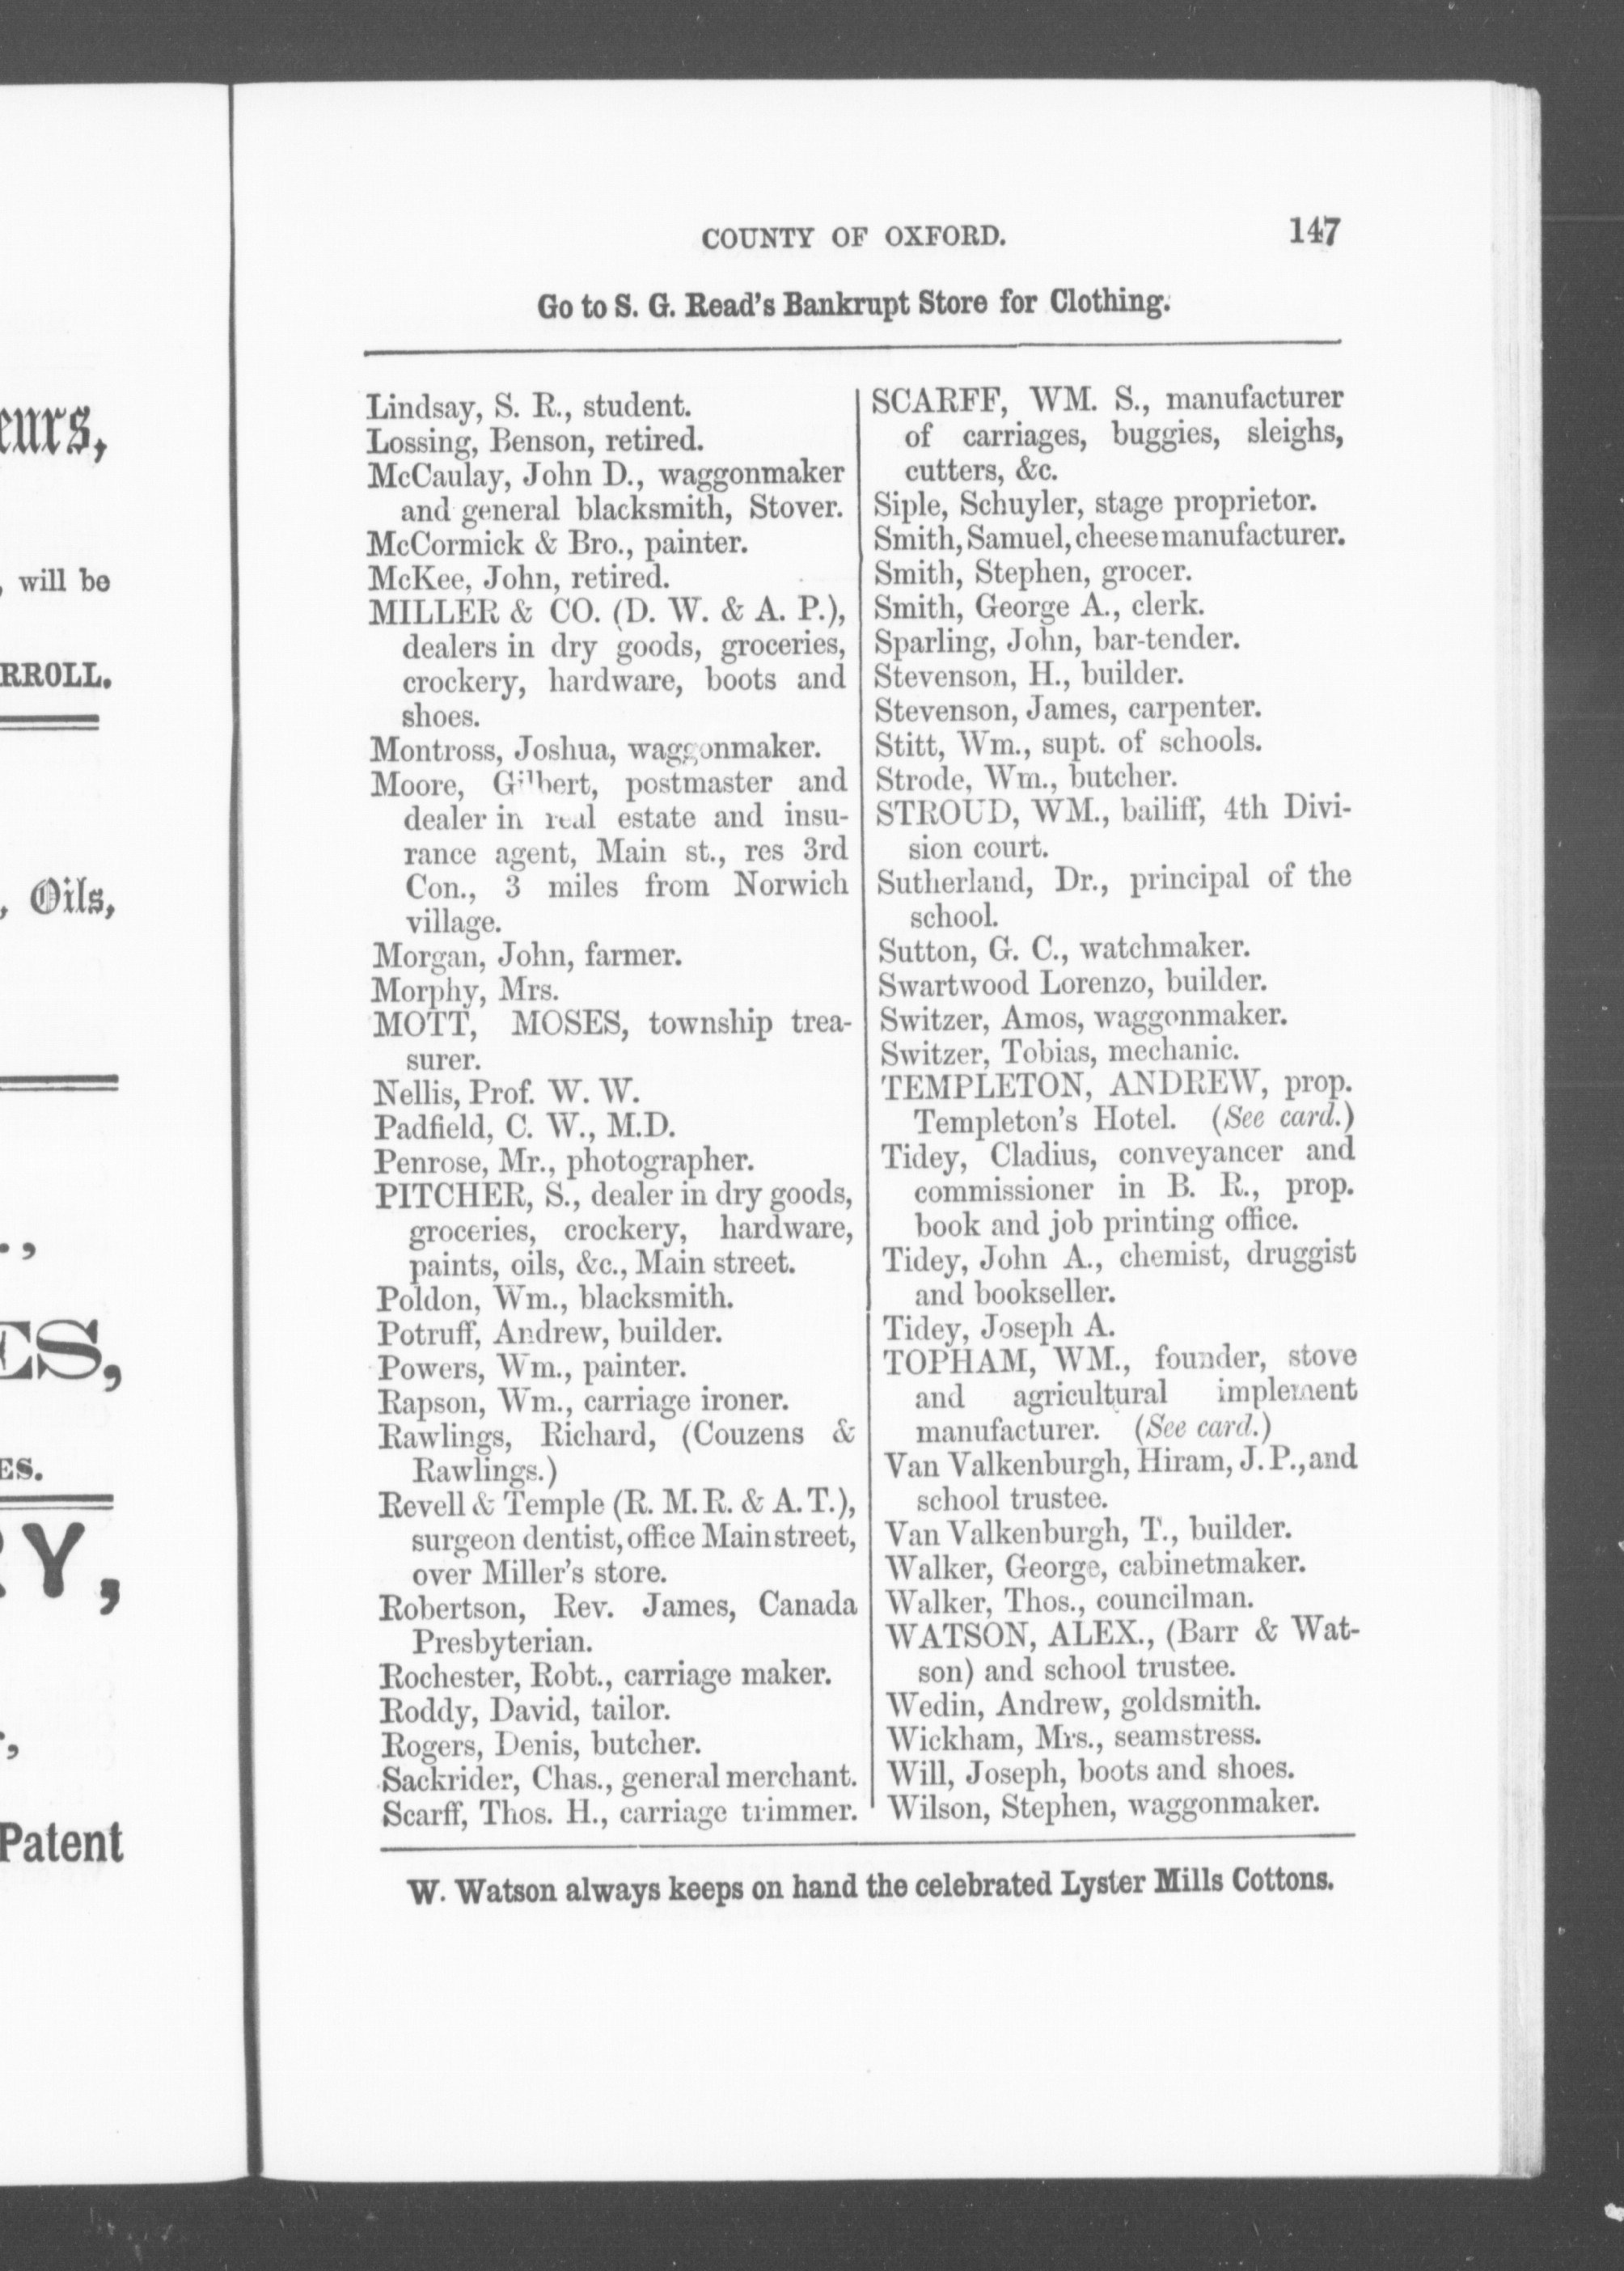 eurs,
, will be
RROLL.
, Oils,
.,
ES,
ES.
RY,
,
Patent
COUNTY OF OXFORD. 147
Go to S. G. Read's Bankrupt Store for Clothing.
Lindsay, S. R., student.
Lossing, Benson, retired.
McCaulay, John D., waggonmaker
and general blacksmith, Stover.
McCormick & Bro., painter.
McKee, John, retired.
MILLER & CO. (D. W. & A. P.),
dealers in dry goods, groceries,
crockery, hardware, boots and
shoes.
Montross, Joshua, waggonmaker.
Moore, Gilbert, postmaster and
dealer in real estate and insu-
rance agent, Main st., res 3rd
Con., 3 miles from Norwich
village.
Morgan, John, farmer.
Morphy, Mrs.
MOTT, MOSES, township trea-
surer.
Nellis, Prof. W. W.
Padfield, C. W., M.D.
Penrose, Mr., photographer.
PITCHER, S., dealer in dry goods,
groceries, crockery, hardware,
paints, oils, &c., Main street.
Poldon, Wm., blacksmith.
Potruff, Andrew, builder.
Powers, Wm., painter.
Rapson, Wm., carriage ironer.
Rawlings, Richard, (Couzens &
Rawlings.)
Revell & Temple (R. M. R. & A. T.),
surgeon dentist, office Main street,
over Miller's store.
Robertson, Rev. James, Canada
Presbyterian.
Rochester, Robt., carriage maker.
Roddy, David, tailor.
Rogers, Denis, butcher.
Sackrider, Chas., general merchant.
Scarff, Thos. H., carriage trimmer.
SCARFF, WM. S., manufacturer
of carriages, buggies, sleighs,
cutters, &c.
Siple, Schuyler, stage proprietor.
Smith, Samuel, cheese manufacturer.
Smith, Stephen, grocer.
Smith, George A., clerk.
Sparling, John, bar-tender.
Stevenson, H., builder.
Stevenson, James, carpenter.
Stitt, Wm., supt. of schools.
Strode, Wm., butcher.
STROUD, WM., bailiff, 4th Divi-
sion court.
Sutherland, Dr., principal of the
school.
Sutton, G. C., watchmaker.
Swartwood Lorenzo, builder.
Switzer, Amos, waggonmaker.
Switzer, Tobias, mechanic.
TEMPLETON, ANDREW, prop.
Templeton's Hotel. (See card.)
Tidey, Cladius, conveyancer and
commissioner in B. R., prop.
book and job printing office.
Tidey, John A., chemist, druggist
and bookseller.
Tidey, Joseph A.
TOPHAM, WM., founder, stove
and agricultural implement
manufacturer. (See card.)
Van Valkenburgh, Hiram, J. P., and
school trustee.
Van Valkenburgh, T., builder.
Walker, George, cabinetmaker.
Walker, Thos., councilman.
WATSON, ALEX., (Barr & Wat-
son) and school trustee.
Wedin, Andrew, goldsmith.
Wickham, Mrs., seamstress.
Will, Joseph, boots and shoes.
Wilson, Stephen, waggonmaker.
W. Watson always keeps on hand the celebrated Lyster Mills Cottons.